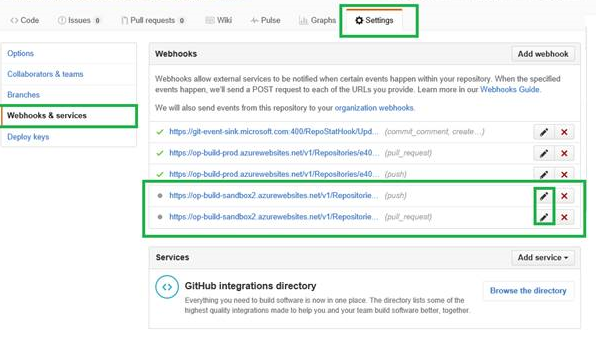 Code Issues 0 Pull requests 0 Wiki Pulse Graphs Settings
Options
Collaborators & teams
Branches
Webhooks & services
Deploy keys
Webhooks Add webhook
Webhooks allow external services to be notified when certain events happen within your repository. When the specified
events happen, we'll send a POST request to each of the URLs you provide. Learn more in our Webhooks Guide.
We will also send events from this repository to your organization webhooks.
https://git-event-sink.microsoft.com:400/RepoStatHook/Upd... (commit_comment, create…)
https://op-build-prod.azurewebsites.net/v1/Repositories/e40... (pull_request)
https://op-build-prod.azurewebsites.net/v1/Repositories/e40... (push)
https://op-build-sandbox2.azurewebsites.net/v1/Repositorie... (push)
https://op-build-sandbox2.azurewebsites.net/v1/Repositorie... (pull_request)
Services Add service
GitHub integrations directory
Everything you need to build software is now in one place. The directory lists some of the
highest quality integrations made to help you and your team build software better, together.
Browse the directory